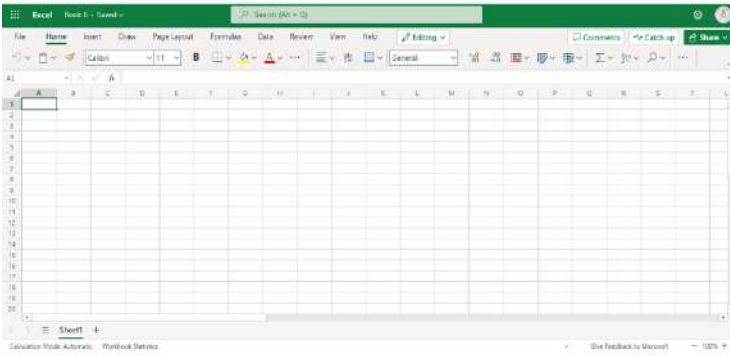 Excel Book 6 - Saved Search (Alt + Q)
File Home Insert Draw Page Layout Formulas Data Review View Help Editing Comments Catch up Share
Calibri 11 B A General
A1 fx
A B C D E F G H I J K L M N O P Q R S T
1
2
3
4
5
6
7
8
9
10
11
12
13
14
15
16
17
18
19
20
Sheet1 +
Calculation Mode: Automatic Workbook Statistics Give Feedback to Microsoft 100%